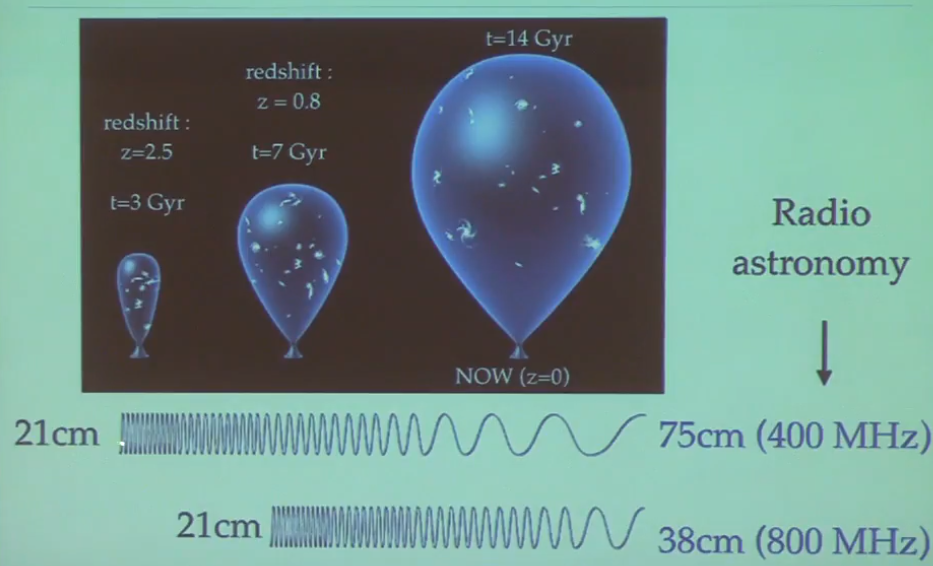 t=14 Gyr
redshift :
z = 0.8
t=7 Gyr
redshift :
z=2.5
t=3 Gyr
NOW (z=0)
Radio
astronomy
21cm
75cm (400 MHz)
21cm
38cm (800 MHz)